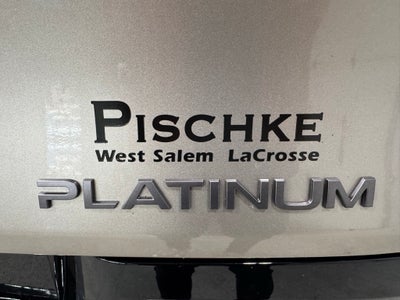 PISCHKE
West Salem LaCrosse
PLATINUM